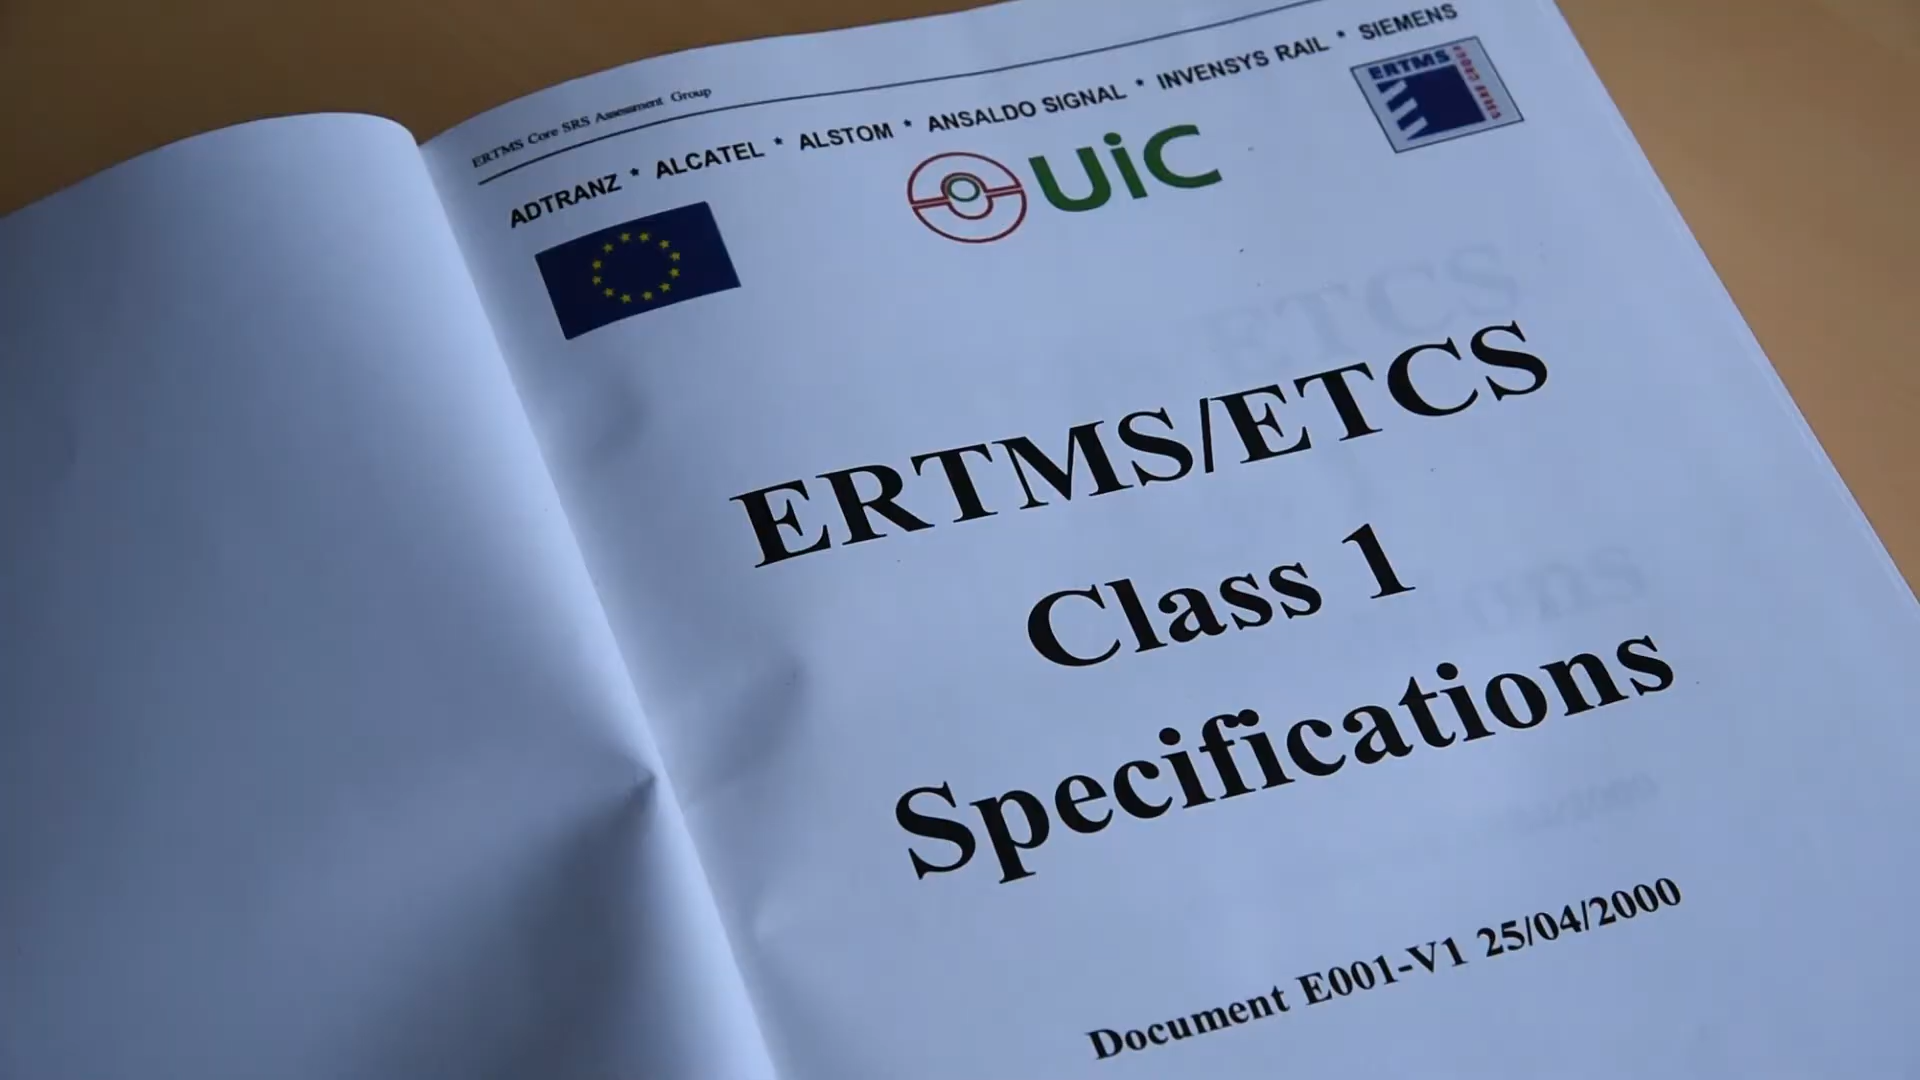 ERTMS Core SRS Assessment Group
ADTRANZ * ALCATEL * ALSTOM * ANSALDO SIGNAL * INVENSYS RAIL * SIEMENS
UiC
ERTMS
ERTMS/ETCS
Class 1
Specifications
Document E001-V1 25/04/2000